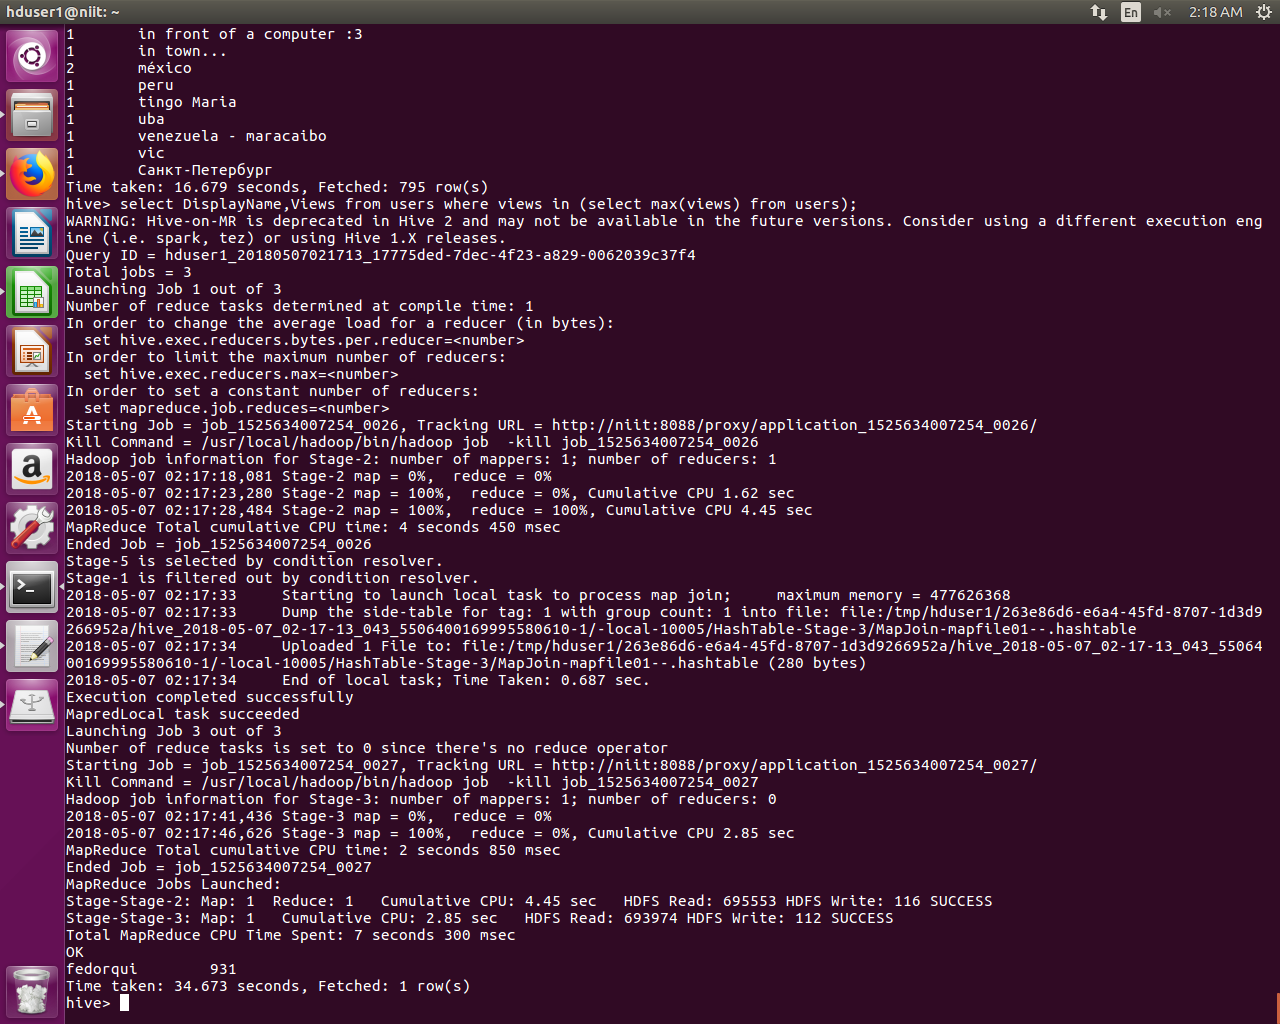 hduser1@niit: ~
En
2:18 AM
1 in front of a computer :3
1 in town...
2 méxico
1 peru
1 tingo Maria
1 uba
1 venezuela - maracaibo
1 vic
1 Санкт-Петербург
Time taken: 16.679 seconds, Fetched: 795 row(s)
hive> select DisplayName,Views from users where views in (select max(views) from users);
WARNING: Hive-on-MR is deprecated in Hive 2 and may not be available in the future versions. Consider using a different execution eng
ine (i.e. spark, tez) or using Hive 1.X releases.
Query ID = hduser1_20180507021713_17775ded-7dec-4f23-a829-0062039c37f4
Total jobs = 3
Launching Job 1 out of 3
Number of reduce tasks determined at compile time: 1
In order to change the average load for a reducer (in bytes):
  set hive.exec.reducers.bytes.per.reducer=<number>
In order to limit the maximum number of reducers:
  set hive.exec.reducers.max=<number>
In order to set a constant number of reducers:
  set mapreduce.job.reduces=<number>
Starting Job = job_1525634007254_0026, Tracking URL = http://niit:8088/proxy/application_1525634007254_0026/
Kill Command = /usr/local/hadoop/bin/hadoop job  -kill job_1525634007254_0026
Hadoop job information for Stage-2: number of mappers: 1; number of reducers: 1
2018-05-07 02:17:18,081 Stage-2 map = 0%,  reduce = 0%
2018-05-07 02:17:23,280 Stage-2 map = 100%,  reduce = 0%, Cumulative CPU 1.62 sec
2018-05-07 02:17:28,484 Stage-2 map = 100%,  reduce = 100%, Cumulative CPU 4.45 sec
MapReduce Total cumulative CPU time: 4 seconds 450 msec
Ended Job = job_1525634007254_0026
Stage-5 is selected by condition resolver.
Stage-1 is filtered out by condition resolver.
2018-05-07 02:17:33 Starting to launch local task to process map join; maximum memory = 477626368
2018-05-07 02:17:33 Dump the side-table for tag: 1 with group count: 1 into file: file:/tmp/hduser1/263e86d6-e6a4-45fd-8707-1d3d9
266952a/hive_2018-05-07_02-17-13_043_5506400169995580610-1/-local-10005/HashTable-Stage-3/MapJoin-mapfile01--.hashtable
2018-05-07 02:17:34 Uploaded 1 File to: file:/tmp/hduser1/263e86d6-e6a4-45fd-8707-1d3d9266952a/hive_2018-05-07_02-17-13_043_55064
00169995580610-1/-local-10005/HashTable-Stage-3/MapJoin-mapfile01--.hashtable (280 bytes)
2018-05-07 02:17:34 End of local task; Time Taken: 0.687 sec.
Execution completed successfully
MapredLocal task succeeded
Launching Job 3 out of 3
Number of reduce tasks is set to 0 since there's no reduce operator
Starting Job = job_1525634007254_0027, Tracking URL = http://niit:8088/proxy/application_1525634007254_0027/
Kill Command = /usr/local/hadoop/bin/hadoop job  -kill job_1525634007254_0027
Hadoop job information for Stage-3: number of mappers: 1; number of reducers: 0
2018-05-07 02:17:41,436 Stage-3 map = 0%,  reduce = 0%
2018-05-07 02:17:46,626 Stage-3 map = 100%,  reduce = 0%, Cumulative CPU 2.85 sec
MapReduce Total cumulative CPU time: 2 seconds 850 msec
Ended Job = job_1525634007254_0027
MapReduce Jobs Launched:
Stage-Stage-2: Map: 1  Reduce: 1   Cumulative CPU: 4.45 sec   HDFS Read: 695553 HDFS Write: 116 SUCCESS
Stage-Stage-3: Map: 1   Cumulative CPU: 2.85 sec   HDFS Read: 693974 HDFS Write: 112 SUCCESS
Total MapReduce CPU Time Spent: 7 seconds 300 msec
OK
fedorqui 931
Time taken: 34.673 seconds, Fetched: 1 row(s)
hive>